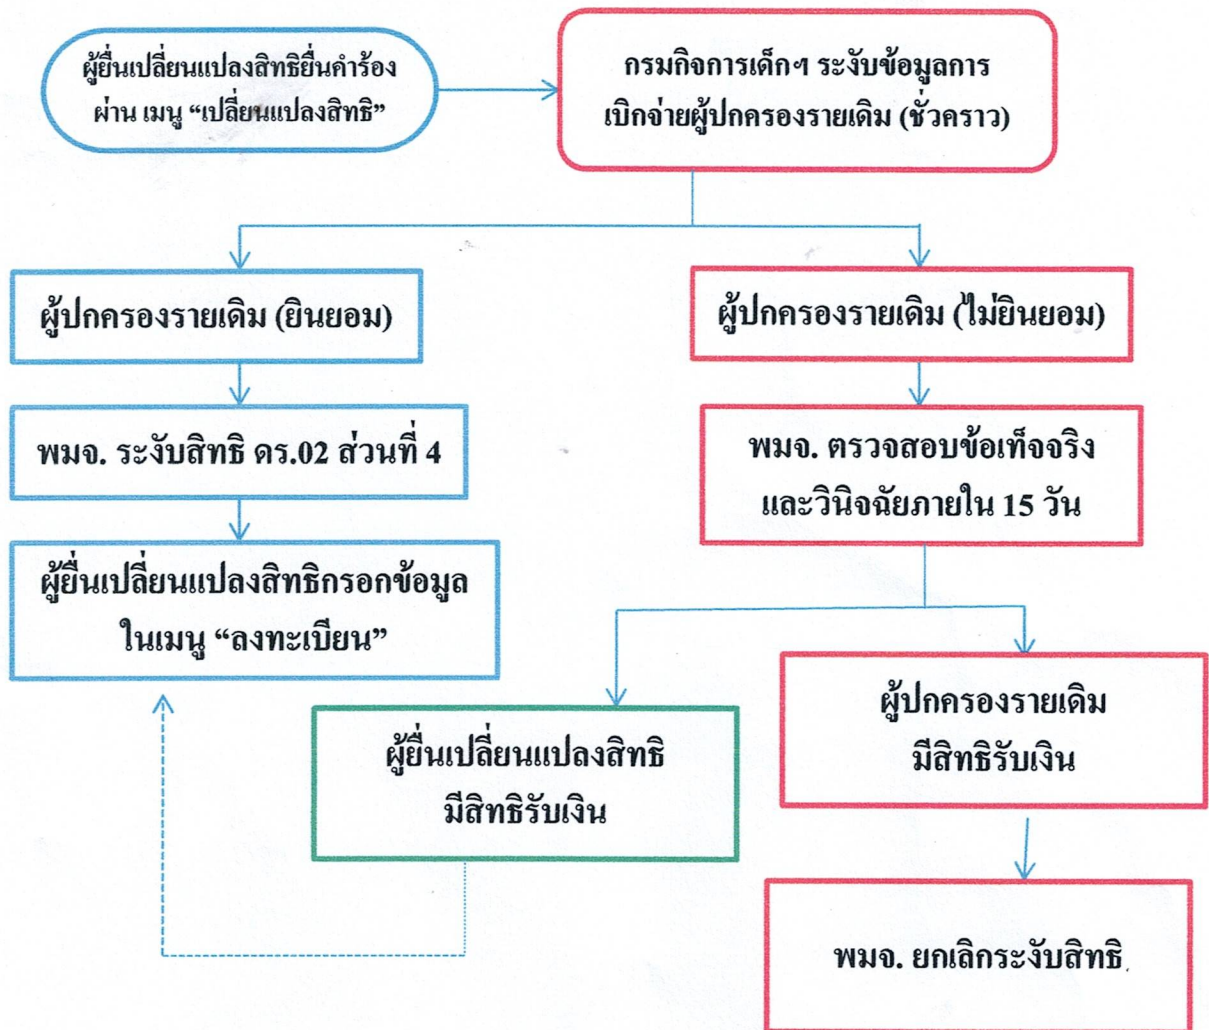 ผู้ยื่นเปลี่ยนแปลงสิทธิยื่นคำร้อง
ผ่าน เมนู “เปลี่ยนแปลงสิทธิ”
กรมกิจการเด็กฯ ระงับข้อมูลการ
เบิกจ่ายผู้ปกครองรายเดิม (ชั่วคราว)
ผู้ปกครองรายเดิม (ยินยอม)
ผู้ปกครองรายเดิม (ไม่ยินยอม)
พมจ. ระงับสิทธิ ดร.02 ส่วนที่ 4
พมจ. ตรวจสอบข้อเท็จจริง
และวินิจฉัยภายใน 15 วัน
ผู้ยื่นเปลี่ยนแปลงสิทธิกรอกข้อมูล
ในเมนู “ลงทะเบียน”
ผู้ยื่นเปลี่ยนแปลงสิทธิ
มีสิทธิรับเงิน
ผู้ปกครองรายเดิม
มีสิทธิรับเงิน
พมจ. ยกเลิกระงับสิทธิ